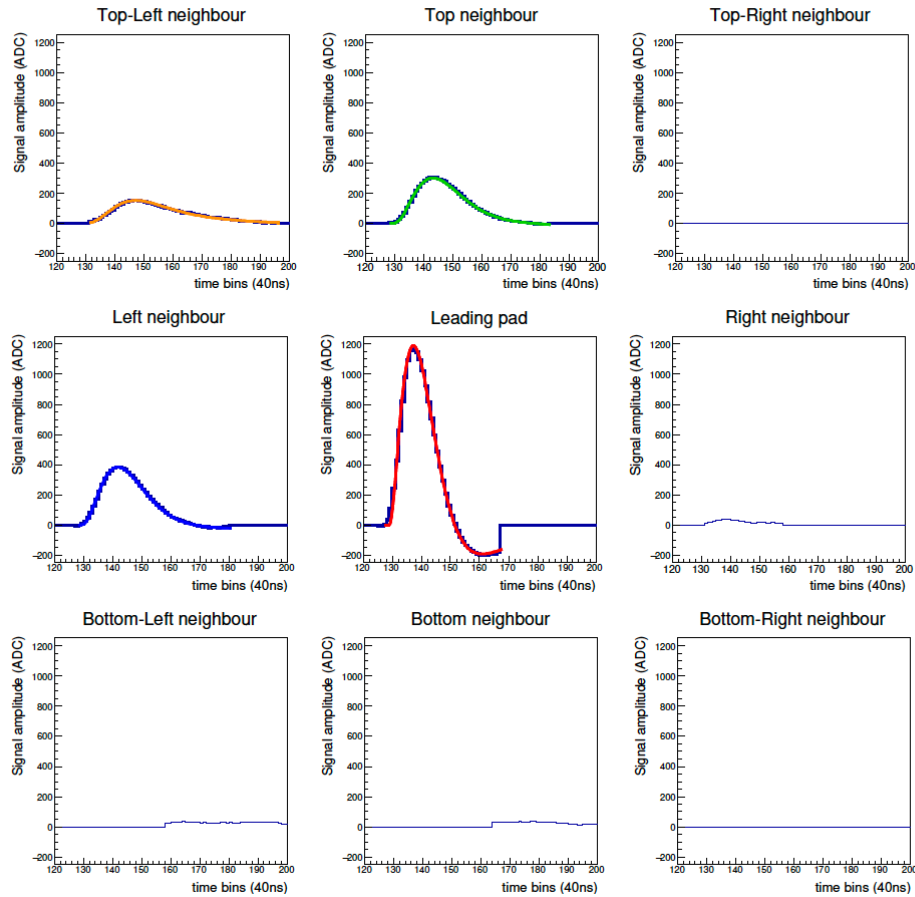 Top-Left neighbour
Top neighbour
Top-Right neighbour
Signal amplitude (ADC)
1200
1000
800
600
400
200
0
−200
120 130 140 150 160 170 180 190 200
time bins (40ns)
Signal amplitude (ADC)
1200
1000
800
600
400
200
0
−200
120 130 140 150 160 170 180 190 200
time bins (40ns)
Signal amplitude (ADC)
1200
1000
800
600
400
200
0
−200
120 130 140 150 160 170 180 190 200
time bins (40ns)
Left neighbour
Leading pad
Right neighbour
Signal amplitude (ADC)
1200
1000
800
600
400
200
0
−200
120 130 140 150 160 170 180 190 200
time bins (40ns)
Signal amplitude (ADC)
1200
1000
800
600
400
200
0
−200
120 130 140 150 160 170 180 190 200
time bins (40ns)
Signal amplitude (ADC)
1200
1000
800
600
400
200
0
−200
120 130 140 150 160 170 180 190 200
time bins (40ns)
Bottom-Left neighbour
Bottom neighbour
Bottom-Right neighbour
Signal amplitude (ADC)
1200
1000
800
600
400
200
0
−200
120 130 140 150 160 170 180 190 200
time bins (40ns)
Signal amplitude (ADC)
1200
1000
800
600
400
200
0
−200
120 130 140 150 160 170 180 190 200
time bins (40ns)
Signal amplitude (ADC)
1200
1000
800
600
400
200
0
−200
120 130 140 150 160 170 180 190 200
time bins (40ns)